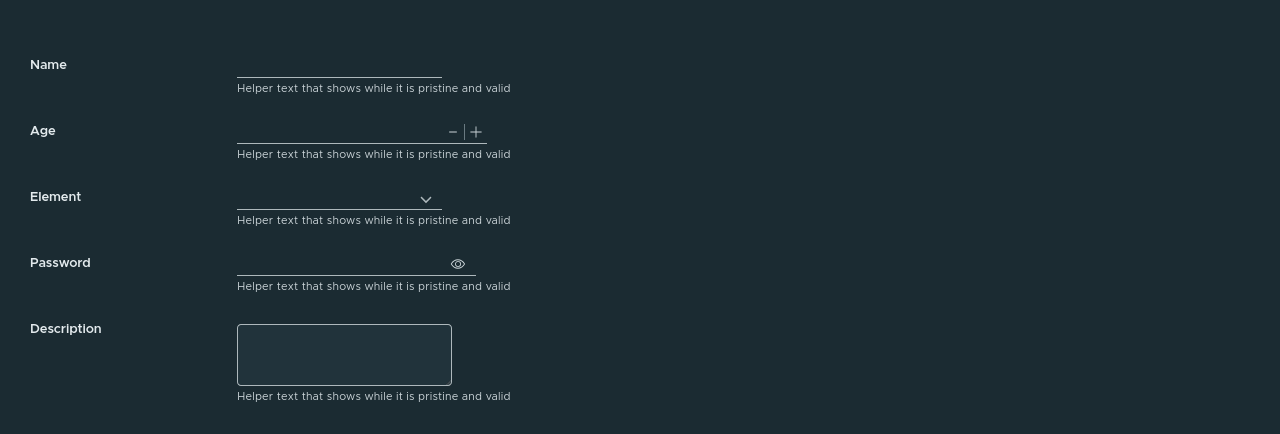 Name
Helper text that shows while it is pristine and valid
Age
Helper text that shows while it is pristine and valid
Element
Helper text that shows while it is pristine and valid
Password
Helper text that shows while it is pristine and valid
Description
Helper text that shows while it is pristine and valid